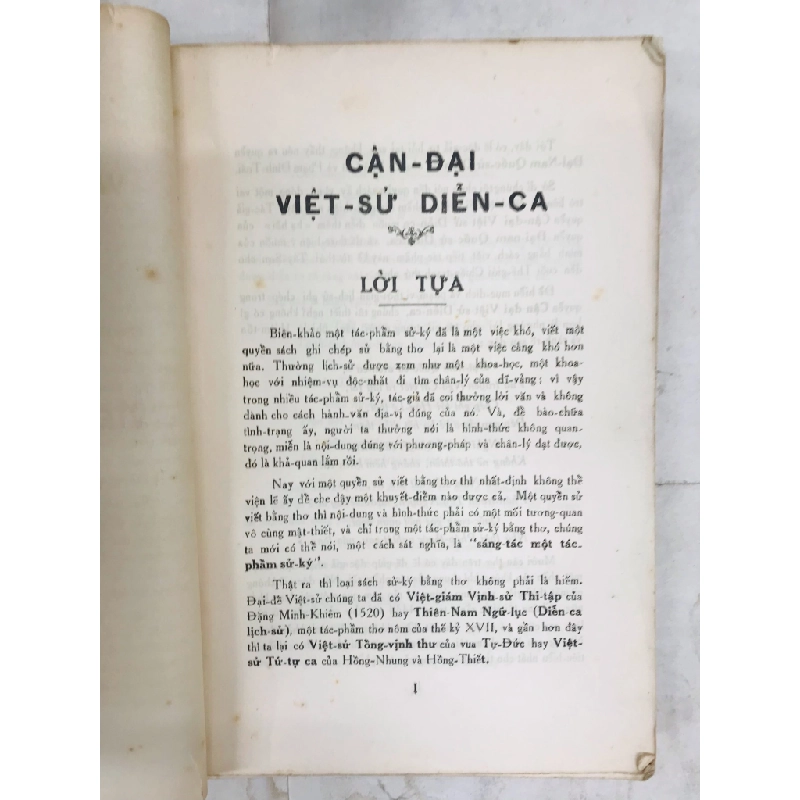 CẬN-ĐẠI
VIỆT-SỬ DIỄN-CA
LỜI TỰA
Biên-khảo một tác-phẩm sử-ký đã là một việc khó, viết một
quyền sách ghi chép sử bằng thơ lại là một việc càng khó hơn
nữa. Thường lịch-sử được xem như một khoa-học, một khoa-
học với nhiệm-vụ độc-nhất đi tìm chân-lý của dĩ-vảng; vì vậy
trong nhiều tác-phẩm sử-ký, tác-giả đã coi thường lời văn và không
dành cho cách hành-văn địa-vị đúng của nó. Và, để bào-chữa
tình-trạng ấy, người ta thường nói là hình-thức không quan-
trọng, miễn là nội-dung đúng với phương-pháp và chân-lý đạt được,
đó là khả-quan lắm rồi.
Nay với một quyền sử viết bằng thơ thì nhất-định không thể
viện lẽ ấy để che đậy một khuyết-điểm nào được cả. Một quyền sử
viết bằng thơ thì nội-dung và hình-thức phải có một mối tương-quan
vô cùng mật-thiết, và chỉ trong một tác-phẩm sử-ký bằng thơ, chúng
ta mới có thể nói, một cách sát nghĩa, là "sáng-tác một tác-
phẩm sử-ký".
Thật ra thì loại sách sử-ký bằng thơ không phải là hiếm.
Đại-đề Việt-sử chúng ta đã có Việt-giám Vịnh-sử Thi-tập của
Đặng Minh-Khiêm (1520) hay Thiên Nam Ngữ-lục (Diễn-ca
lịch-sử), một tác-phẩm thơ nôm của thế kỷ XVII, và gần hơn đây
thì ta lại có Việt-sử Tổng-vịnh thư của vua Tự-Đức hay Việt-
sử Tứ-tự ca của Hồng-Nhung và Hồng-Thiết.
1